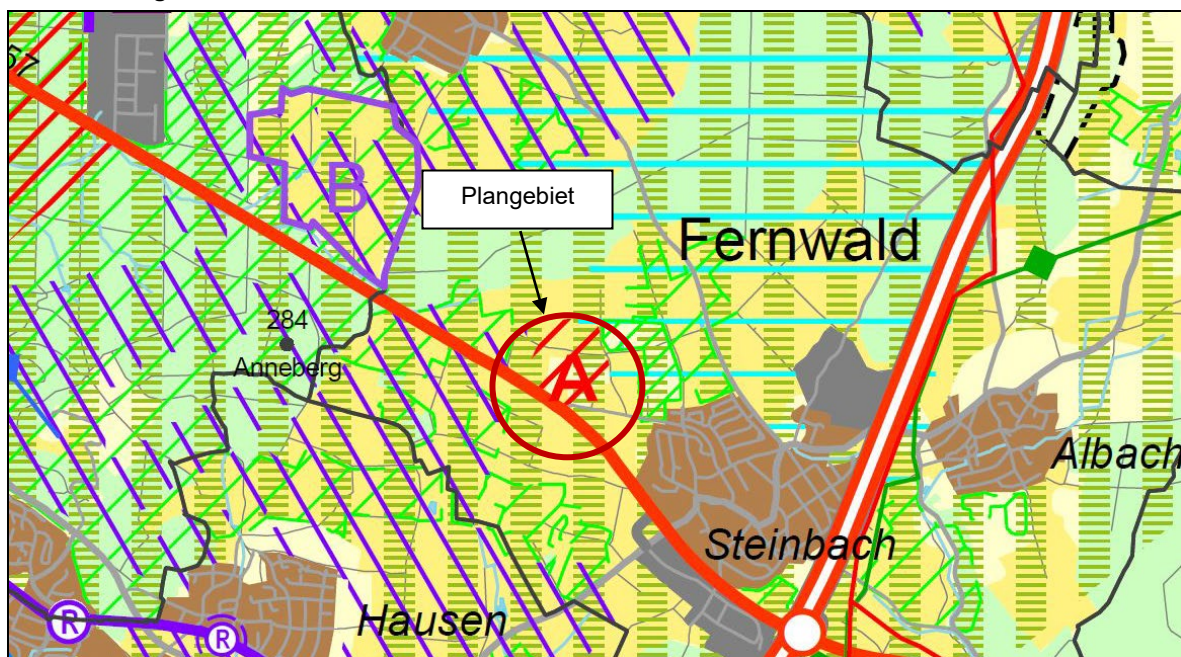 57
B
Plangebiet
Fernwald
284
Anneberg
A
Albach
Steinbach
Hausen
R
R